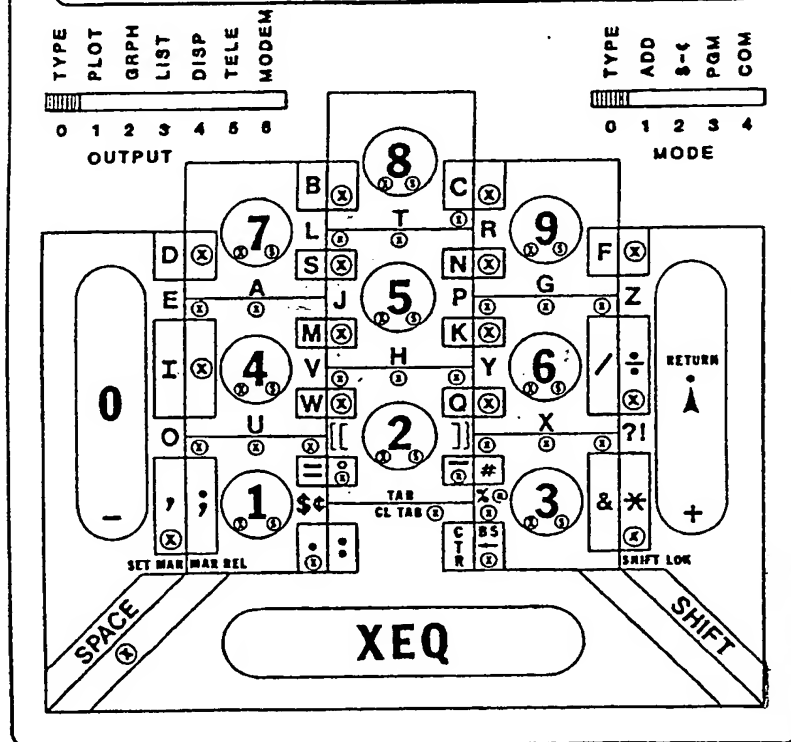 TYPE PLOT GRPH LIST DISP TELE MODEM
TYPE ADD $-¢ PGM COM
0 1 2 3 4 5 6
0 1 2 3 4
OUTPUT
MODE
8
B ⓧ ⓧ ⓢ C ⓧ
7 9
L T ⓧ R
ⓧ ⓢ ⓧ ⓧ ⓧ ⓢ
D ⓧ S ⓧ N ⓧ F ⓧ
5
E A J P G Z
ⓧ ⓧ ⓧ ⓢ ⓧ ⓧ ⓧ
M ⓧ K ⓧ
I ⓧ 4 V H Y 6 / ÷
ⓧ ⓢ ⓧ ⓧ ⓧ ⓧ ⓢ ⓧ
RETURN
0
W ⓧ Q ⓧ
2
O U [[ ]] X ?!
ⓧ ⓧ ⓧ ⓧ ⓢ ⓧ ⓧ ⓧ
= ° ⓧ — ⓧ #
, ; 1 $¢ TAB %@ 3 & *
ⓧ ⓧ ⓢ CL TAB ⓧ ⓧ ⓧ ⓢ ⓧ
− +
. ⓧ : CTR BS ← ⓧ
SET MAR MAR REL SHIFT LOK
SPACE ⓧ SHIFT
XEQ